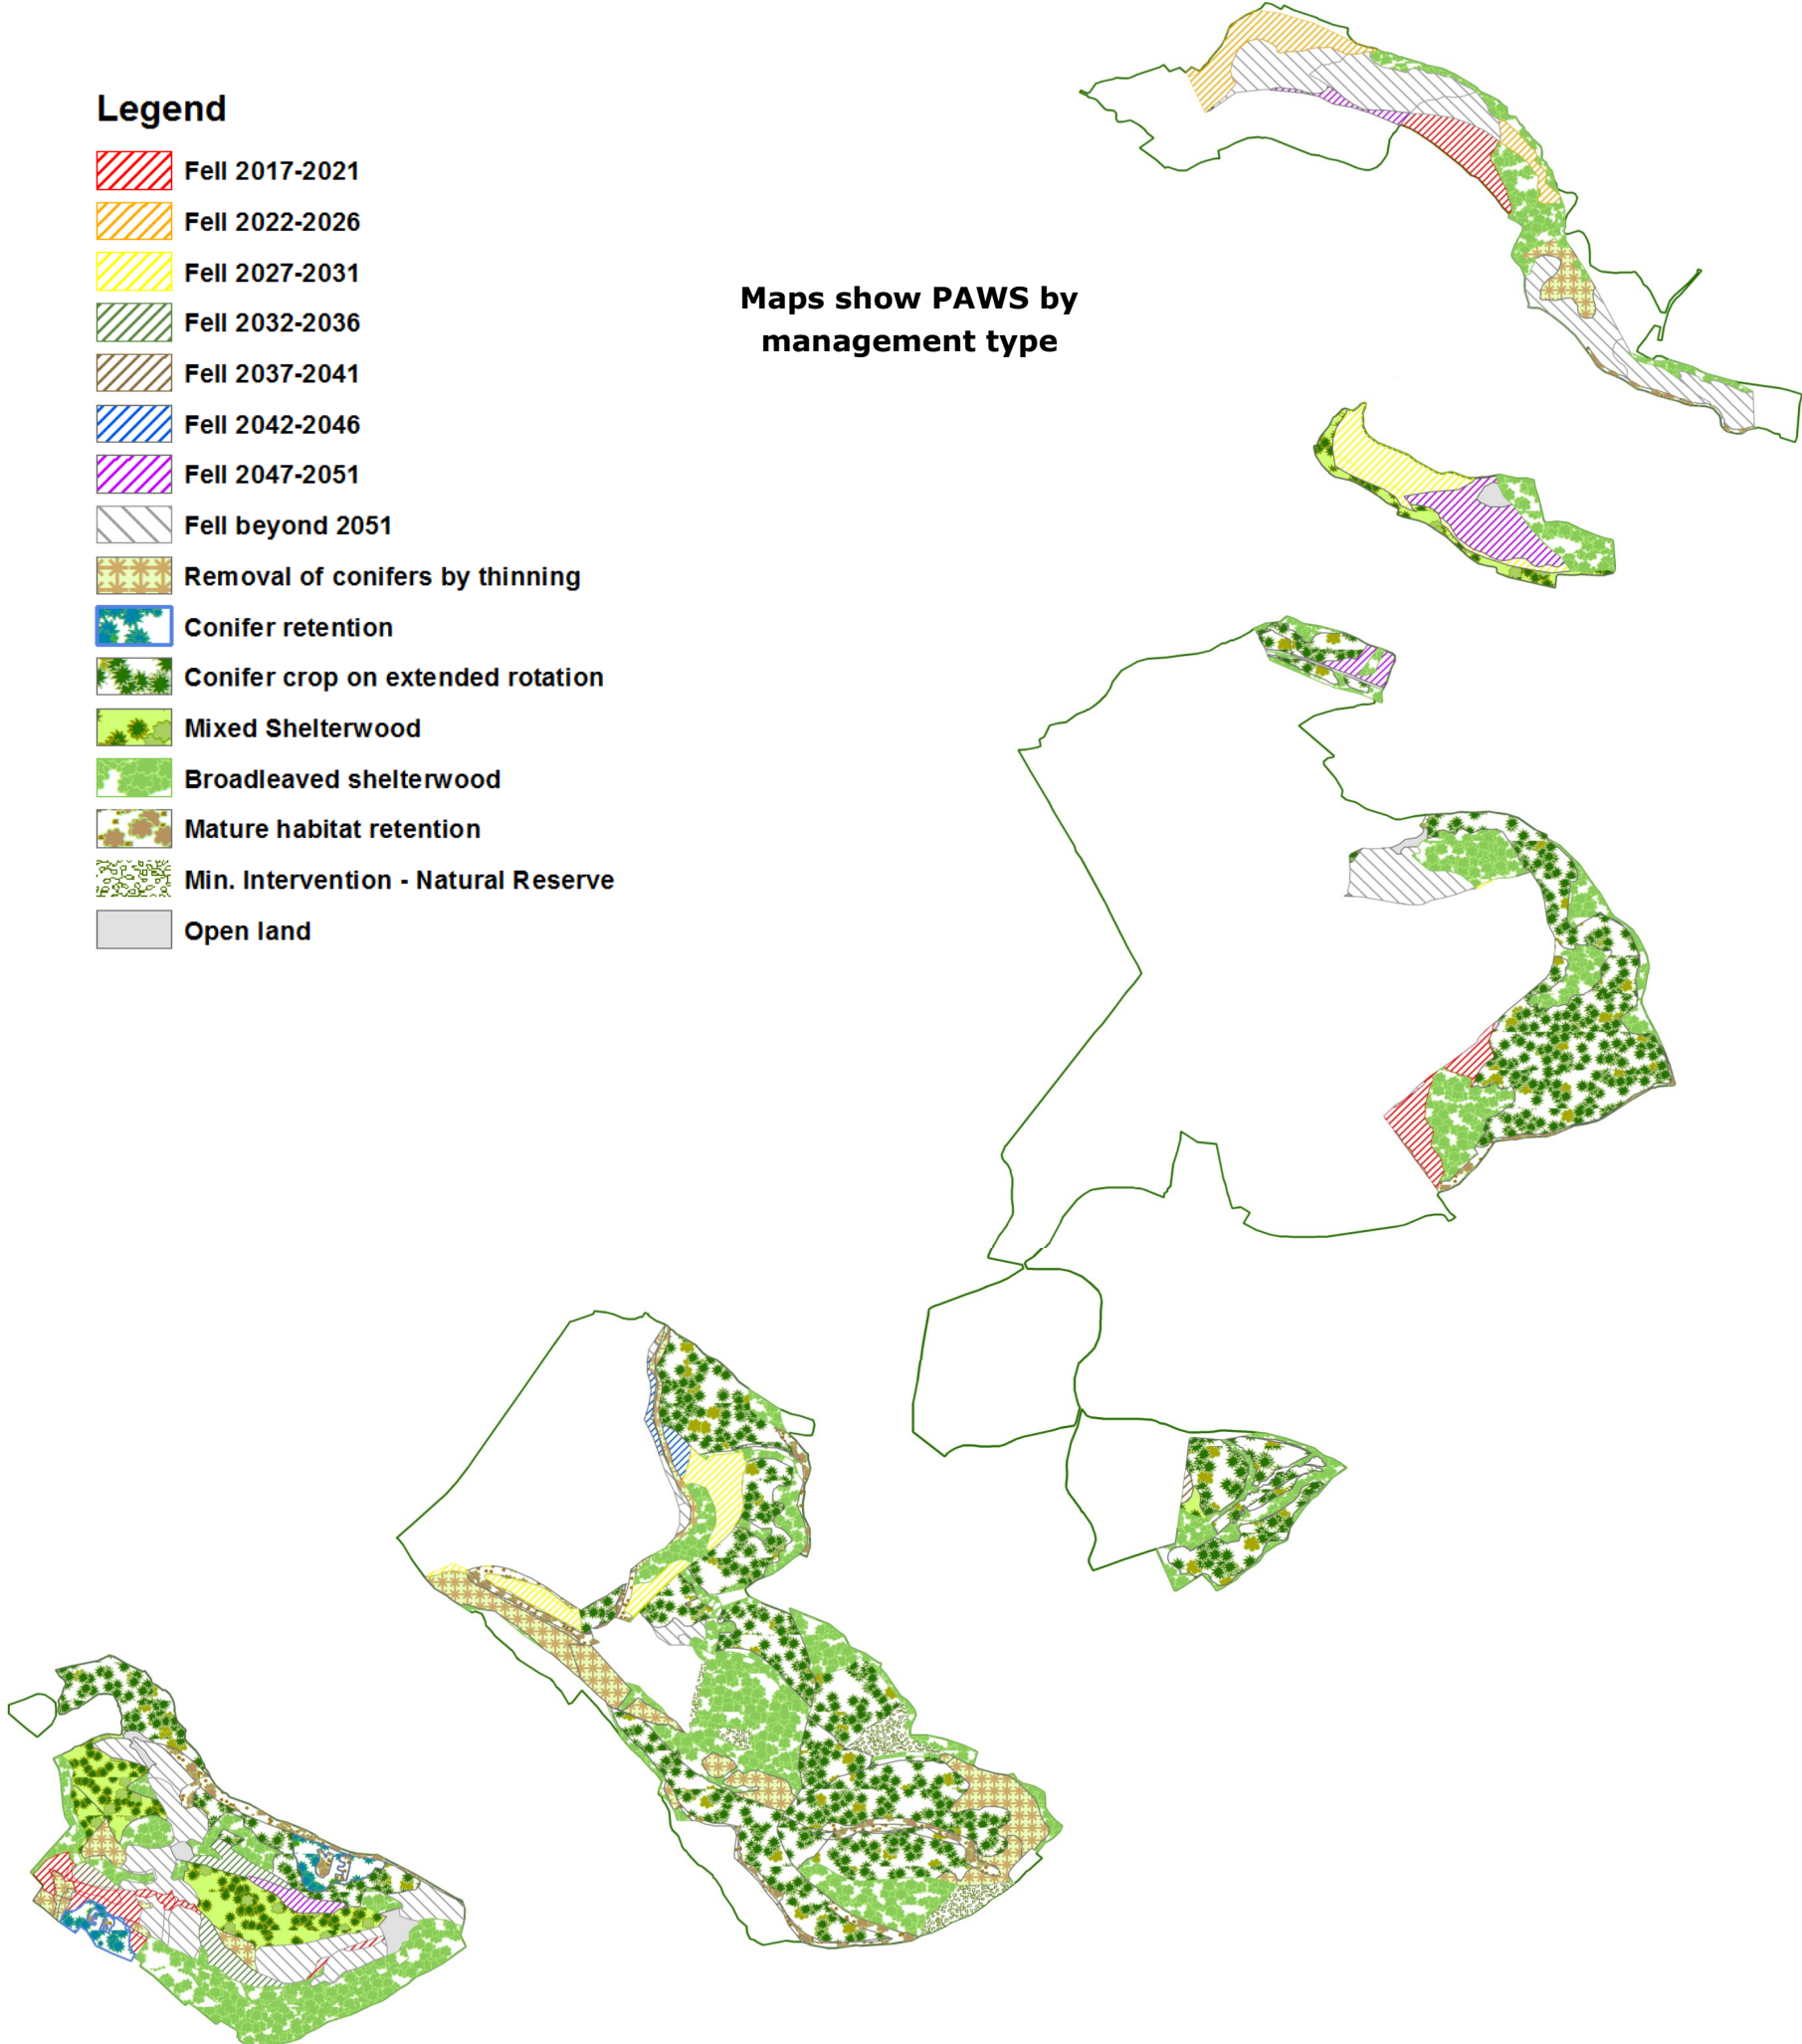 Legend
Fell 2017-2021
Fell 2022-2026
Fell 2027-2031
Fell 2032-2036
Fell 2037-2041
Fell 2042-2046
Fell 2047-2051
Fell beyond 2051
Removal of conifers by thinning
Conifer retention
Conifer crop on extended rotation
Mixed Shelterwood
Broadleaved shelterwood
Mature habitat retention
Min. Intervention - Natural Reserve
Open land
Maps show PAWS by
management type